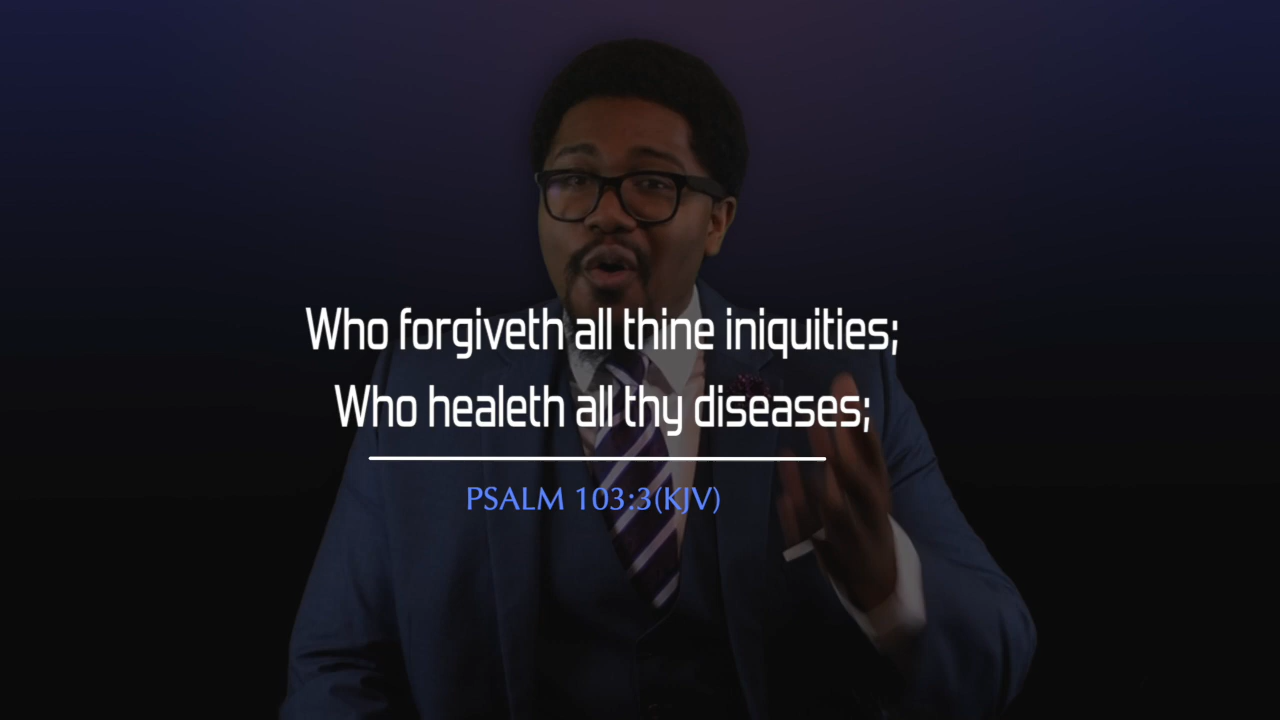 Who forgiveth all thine iniquities;
Who healeth all thy diseases;
PSALM 103:3(KJV)